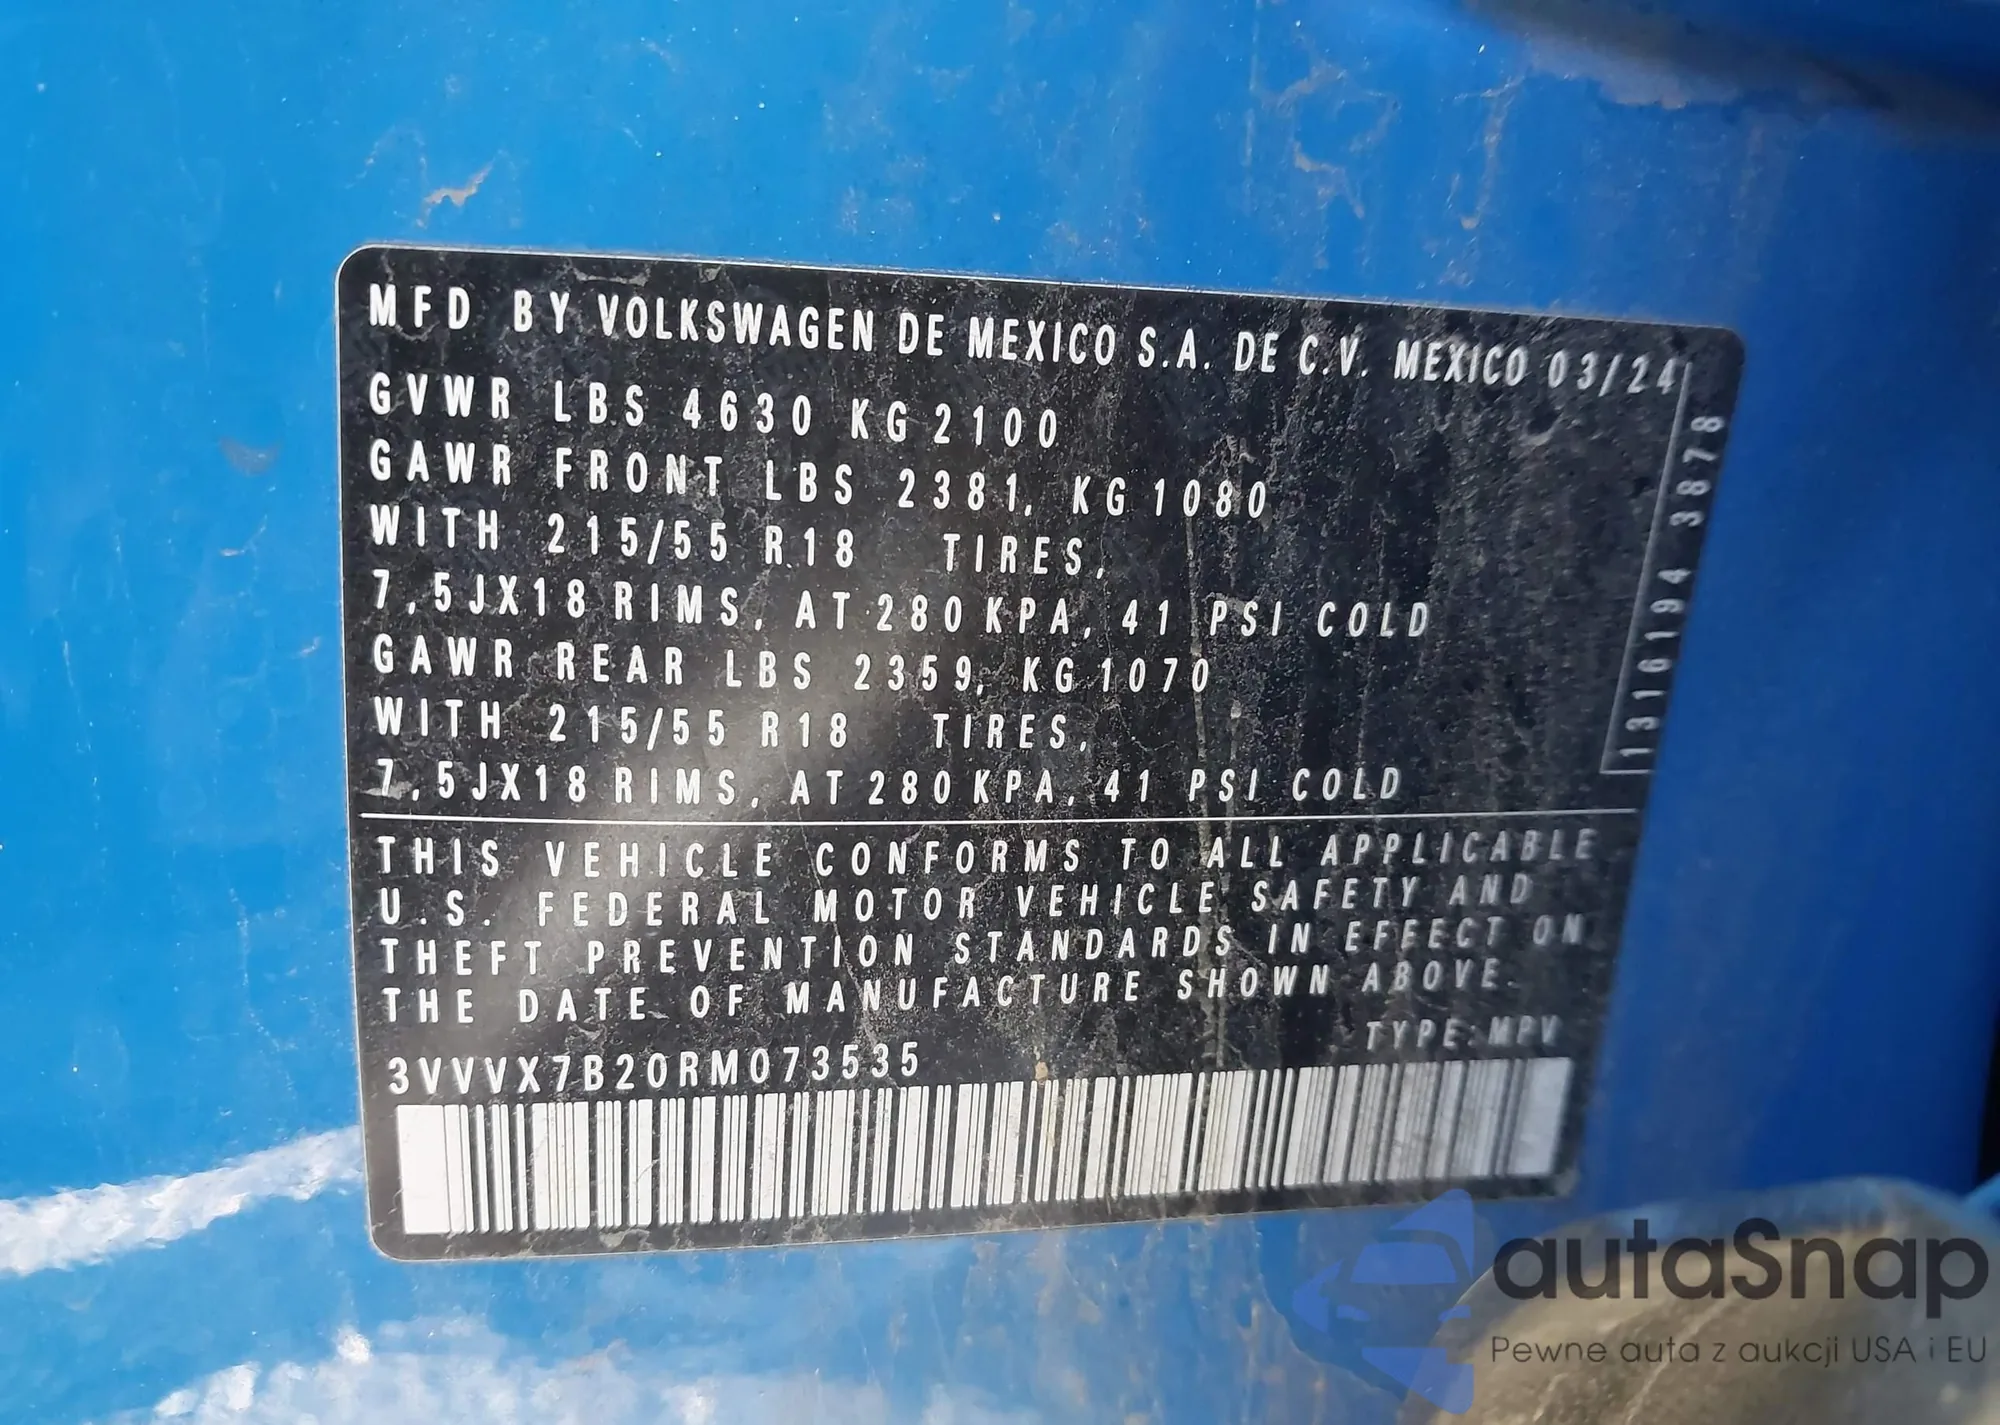 MFD BY VOLKSWAGEN DE MEXICO S.A. DE C.V. MEXICO 03/24
GVWR LBS 4630 KG 2100
GAWR FRONT LBS 2381, KG 1080
WITH 215/55 R18 TIRES,
7,5JX18 RIMS, AT 280 KPA, 41 PSI COLD
GAWR REAR LBS 2359, KG 1070
WITH 215/55 R18 TIRES,
7,5JX18 RIMS, AT 280 KPA, 41 PSI COLD
1316194 3878
THIS VEHICLE CONFORMS TO ALL APPLICABLE
U.S. FEDERAL MOTOR VEHICLE SAFETY AND
THEFT PREVENTION STANDARDS IN EFFECT ON
THE DATE OF MANUFACTURE SHOWN ABOVE.
TYPE: MPV
3VVVX7B20RM073535
autaSnap
Pewne auta z aukcji USA i EU